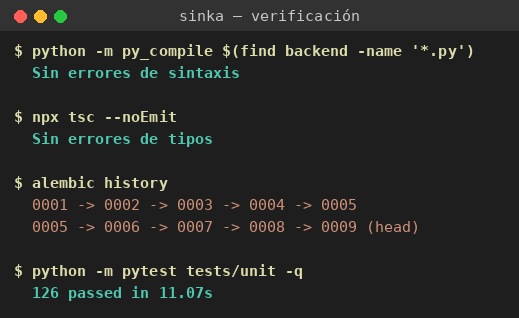 sinka — verificación
$ python -m py_compile $(find backend -name '*.py')
Sin errores de sintaxis
$ npx tsc --noEmit
Sin errores de tipos
$ alembic history
0001 -> 0002 -> 0003 -> 0004 -> 0005
0005 -> 0006 -> 0007 -> 0008 -> 0009 (head)
$ python -m pytest tests/unit -q
126 passed in 11.07s